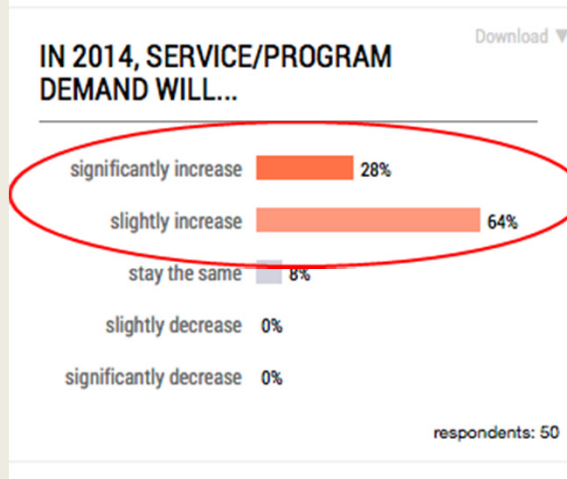 Download ▼
IN 2014, SERVICE/PROGRAM
DEMAND WILL...
significantly increase 28%
slightly increase 64%
stay the same 8%
slightly decrease 0%
significantly decrease 0%
respondents: 50